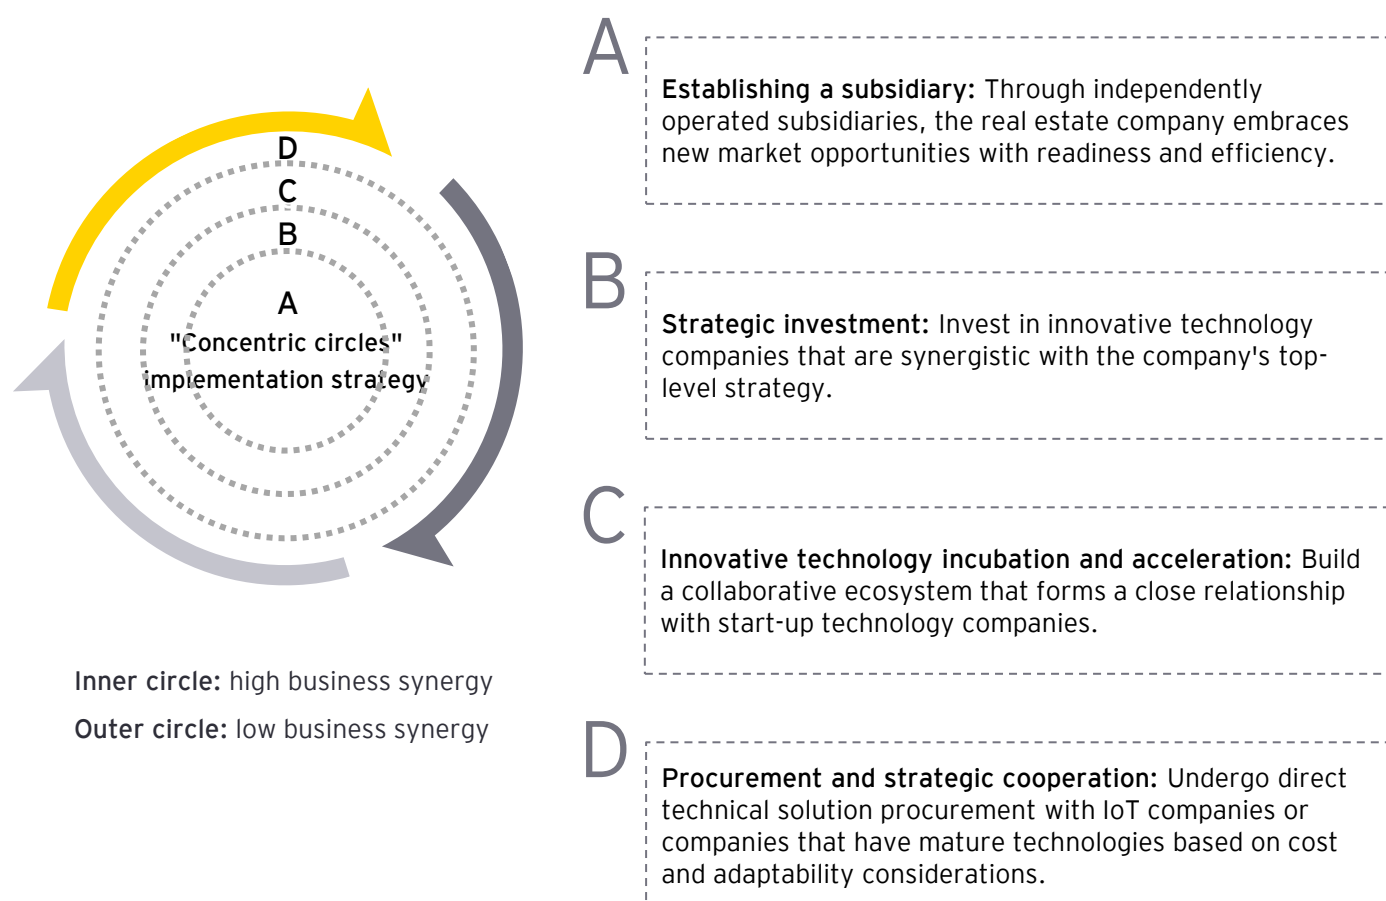 D
C
B
A
"Concentric circles"
implementation strategy
Inner circle: high business synergy
Outer circle: low business synergy
A
Establishing a subsidiary: Through independently
operated subsidiaries, the real estate company embraces
new market opportunities with readiness and efficiency.
B
Strategic investment: Invest in innovative technology
companies that are synergistic with the company's top-
level strategy.
C
Innovative technology incubation and acceleration: Build
a collaborative ecosystem that forms a close relationship
with start-up technology companies.
D
Procurement and strategic cooperation: Undergo direct
technical solution procurement with IoT companies or
companies that have mature technologies based on cost
and adaptability considerations.